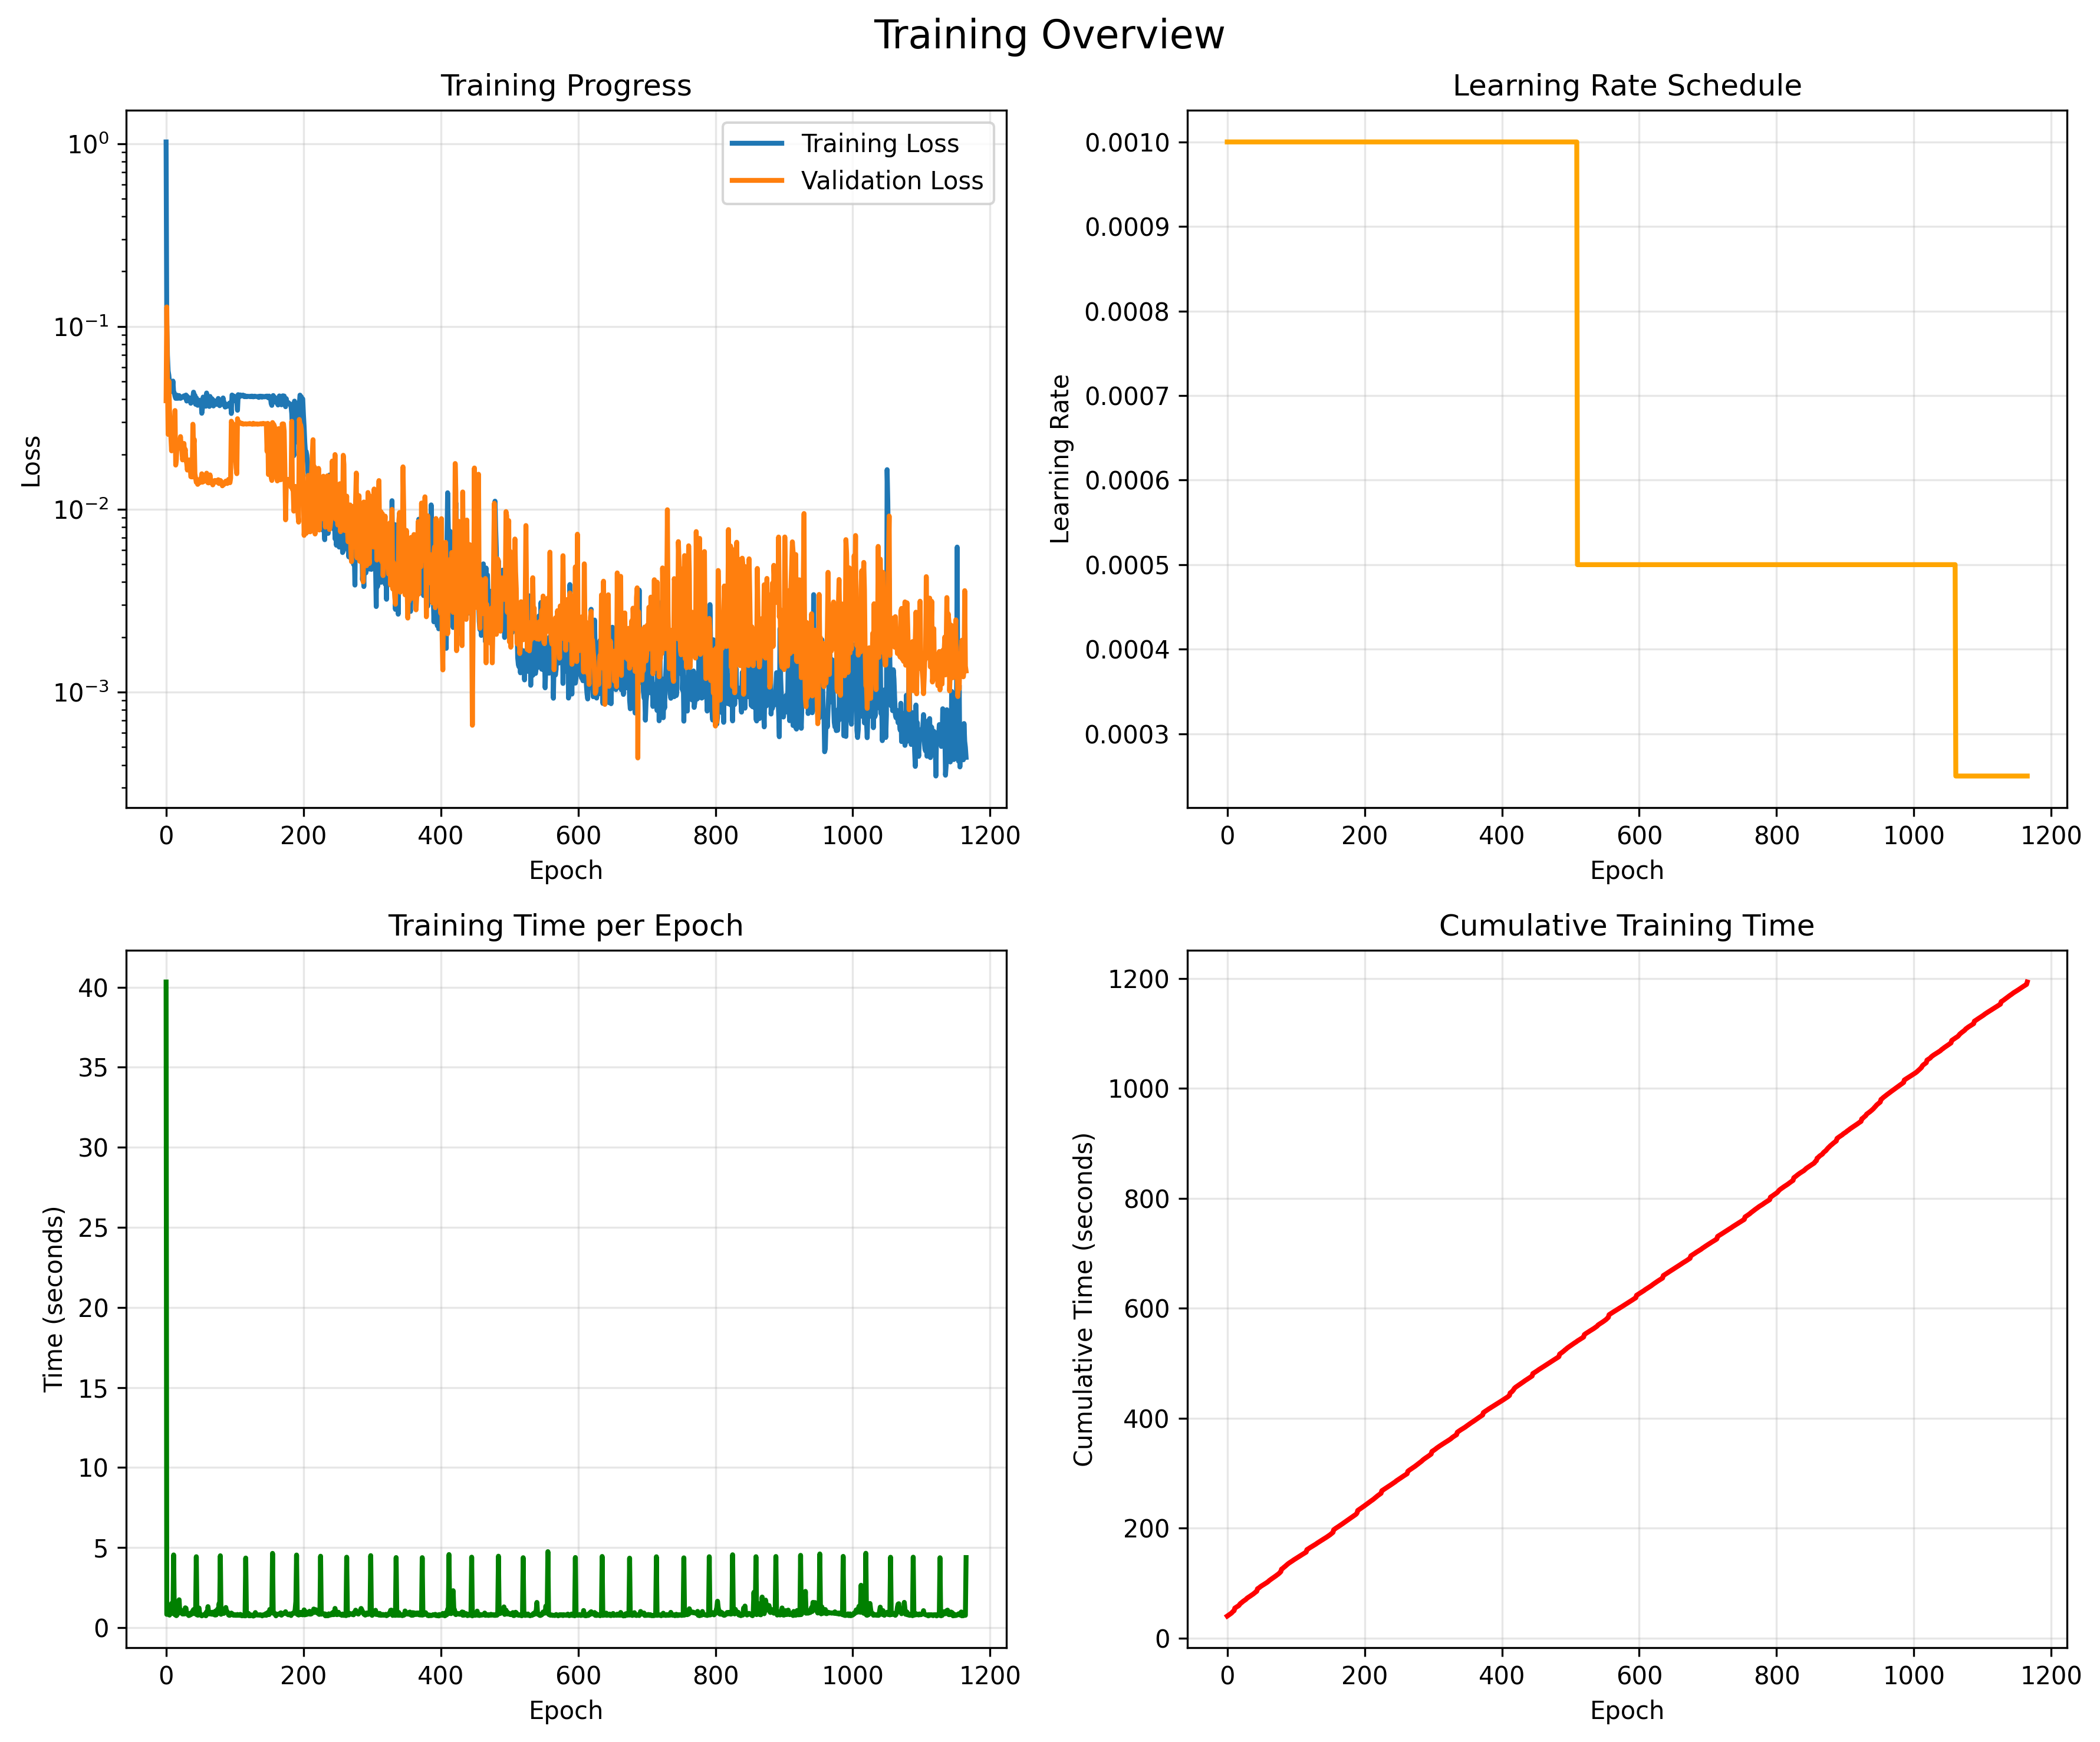 Training Overview
Training Progress
10⁰
10⁻¹
10⁻²
10⁻³
Loss
0 200 400 600 800 1000 1200
Epoch
Training Loss
Validation Loss
Learning Rate Schedule
0.0010
0.0009
0.0008
0.0007
0.0006
0.0005
0.0004
0.0003
Learning Rate
0 200 400 600 800 1000 1200
Epoch
Training Time per Epoch
40
35
30
25
20
15
10
5
0
Time (seconds)
0 200 400 600 800 1000 1200
Epoch
Cumulative Training Time
1200
1000
800
600
400
200
0
Cumulative Time (seconds)
0 200 400 600 800 1000 1200
Epoch